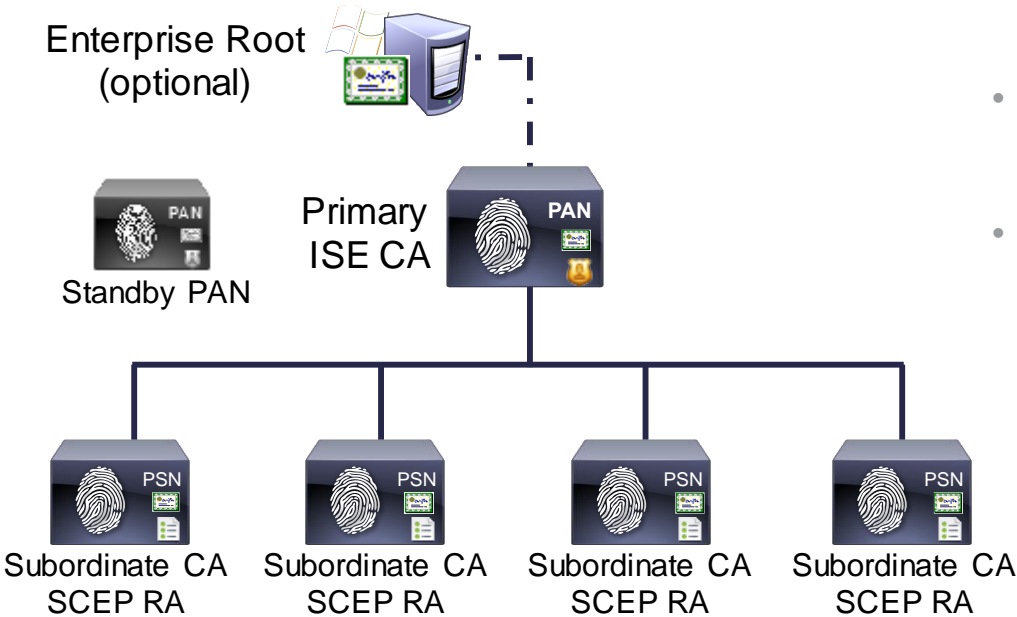 Enterprise Root
(optional)
PAN
Standby PAN
Primary
ISE CA
PAN
PSN
PSN
PSN
PSN
Subordinate CA
SCEP RA
Subordinate CA
SCEP RA
Subordinate CA
SCEP RA
Subordinate CA
SCEP RA